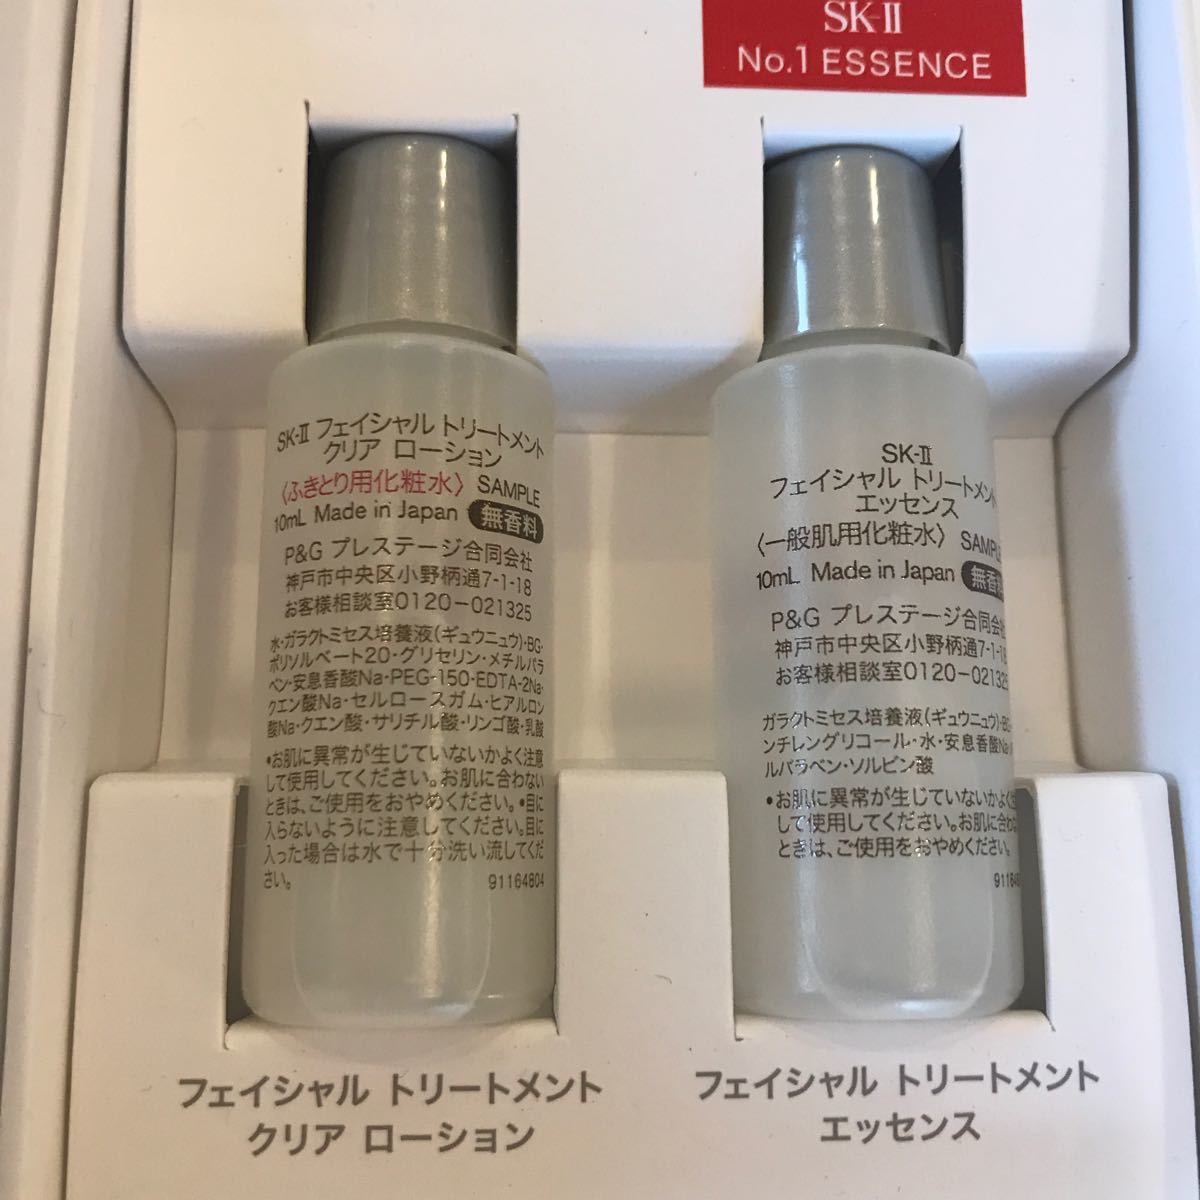 SK-II
No.1 ESSENCE
SK-II フェイシャル トリートメント
クリア ローション
〈ふきとり用化粧水〉 SAMPLE
10mL Made in Japan 無香料
P&G プレステージ合同会社
神戸市中央区小野柄通7-1-18
お客様相談室0120-021325
水・ガラクトミセス培養液(ギュウニュウ)・BG・
ポリソルベート20・グリセリン・メチルパラ
ベン・安息香酸Na・PEG-150・EDTA-2Na・
クエン酸Na・セルロースガム・ヒアルロン
酸Na・クエン酸・サリチル酸・リンゴ酸・乳酸
•お肌に異常が生じていないかよく注意
して使用してください。お肌に合わない
ときは、ご使用をおやめください。•目に
入らないように注意してください。目に
入った場合は水で十分洗い流してくだ
さい。
91164804
SK-II
フェイシャル トリートメント
エッセンス
〈一般肌用化粧水〉 SAMPLE
10mL Made in Japan 無香
P&G プレステージ合同会
神戸市中央区小野柄通7-1-18
お客様相談室0120-021325
ガラクトミセス培養液(ギュウニュウ)・BG・
ンチレングリコール・水・安息香酸Na・
ルパラベン・ソルビン酸
•お肌に異常が生じていないかよく
して使用してください。お肌に合わな
ときは、ご使用をおやめください。
91164
フェイシャル トリートメント
クリア ローション
フェイシャル トリートメント
エッセンス